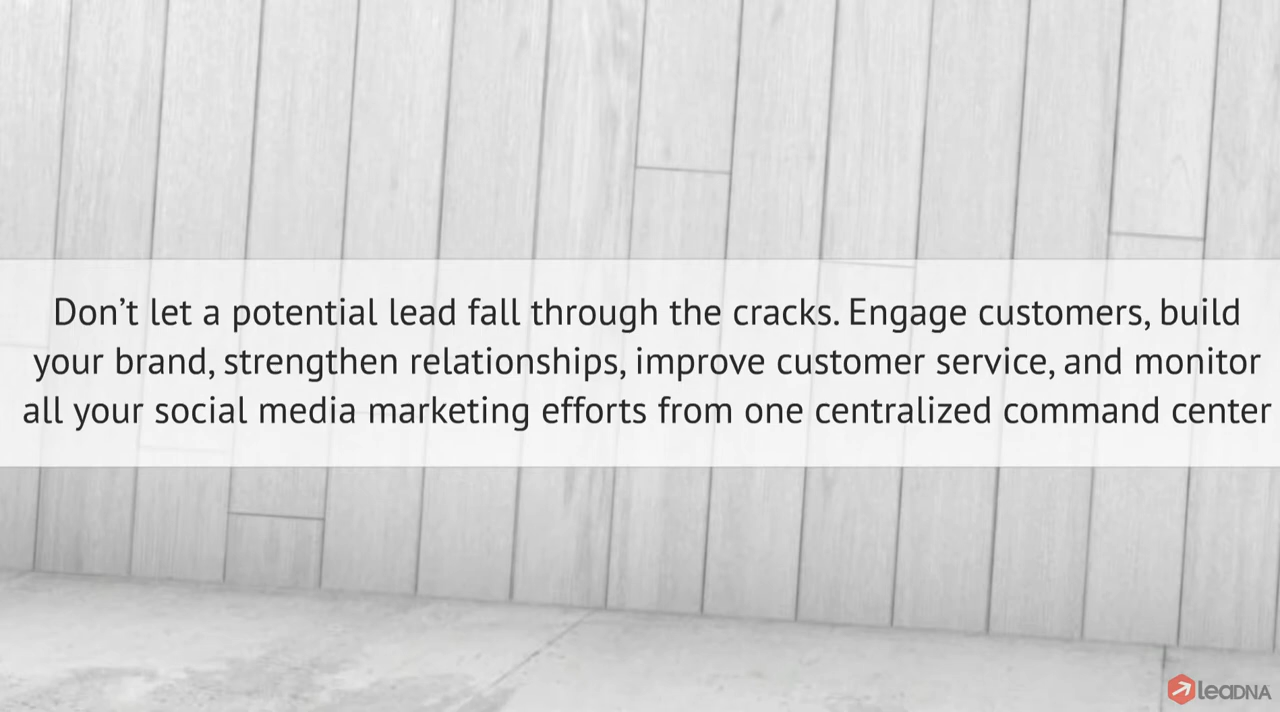 Don’t let a potential lead fall through the cracks. Engage customers, build
your brand, strengthen relationships, improve customer service, and monitor
all your social media marketing efforts from one centralized command center
leaDNA